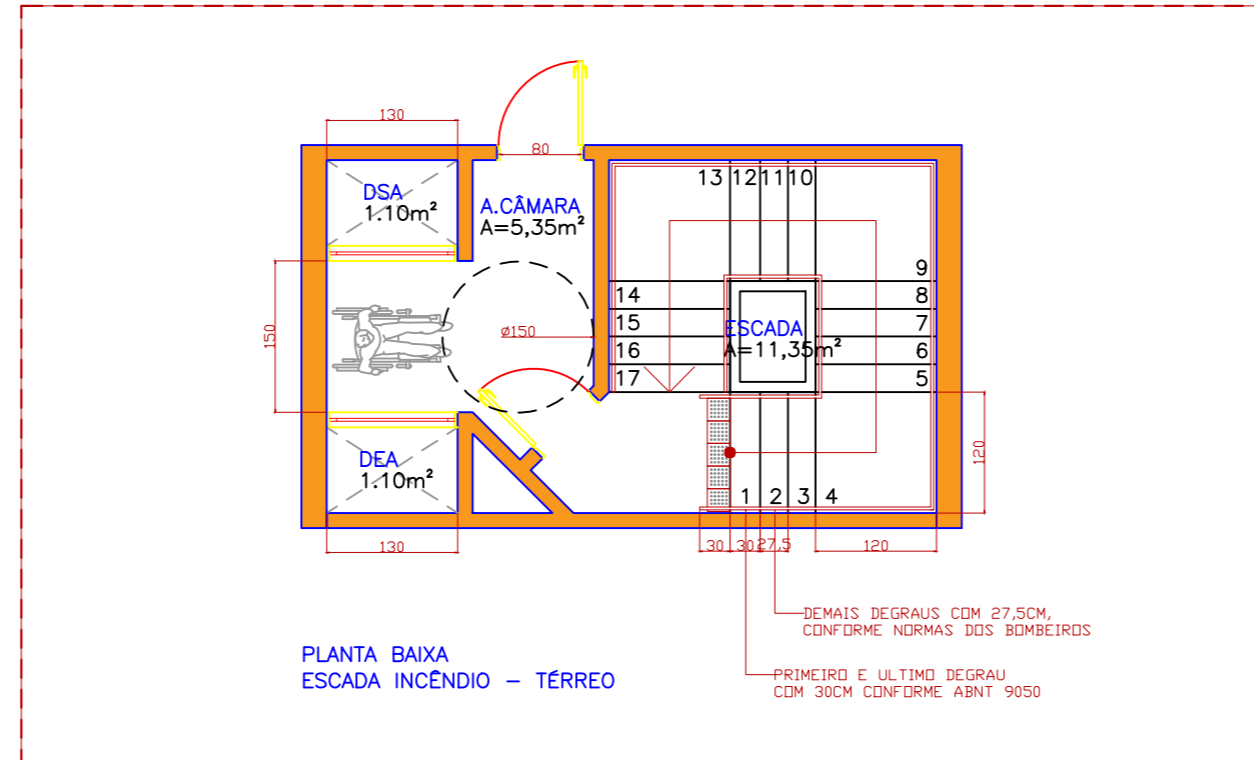 130
80
DSA
1.10m²
A.CÂMARA
A=5,35m²
13
12
11
10
9
14
8
15
7
16
6
17
5
ESCADA
A=11,35m²
150
ø150
DEA
1.10m²
120
1
2
3
4
130
30
30
27,5
120
DEMAIS DEGRAUS COM 27,5CM,
CONFORME NORMAS DOS BOMBEIROS
PRIMEIRO E ULTIMO DEGRAU
COM 30CM CONFORME ABNT 9050
PLANTA BAIXA
ESCADA INCÊNDIO – TÉRREO